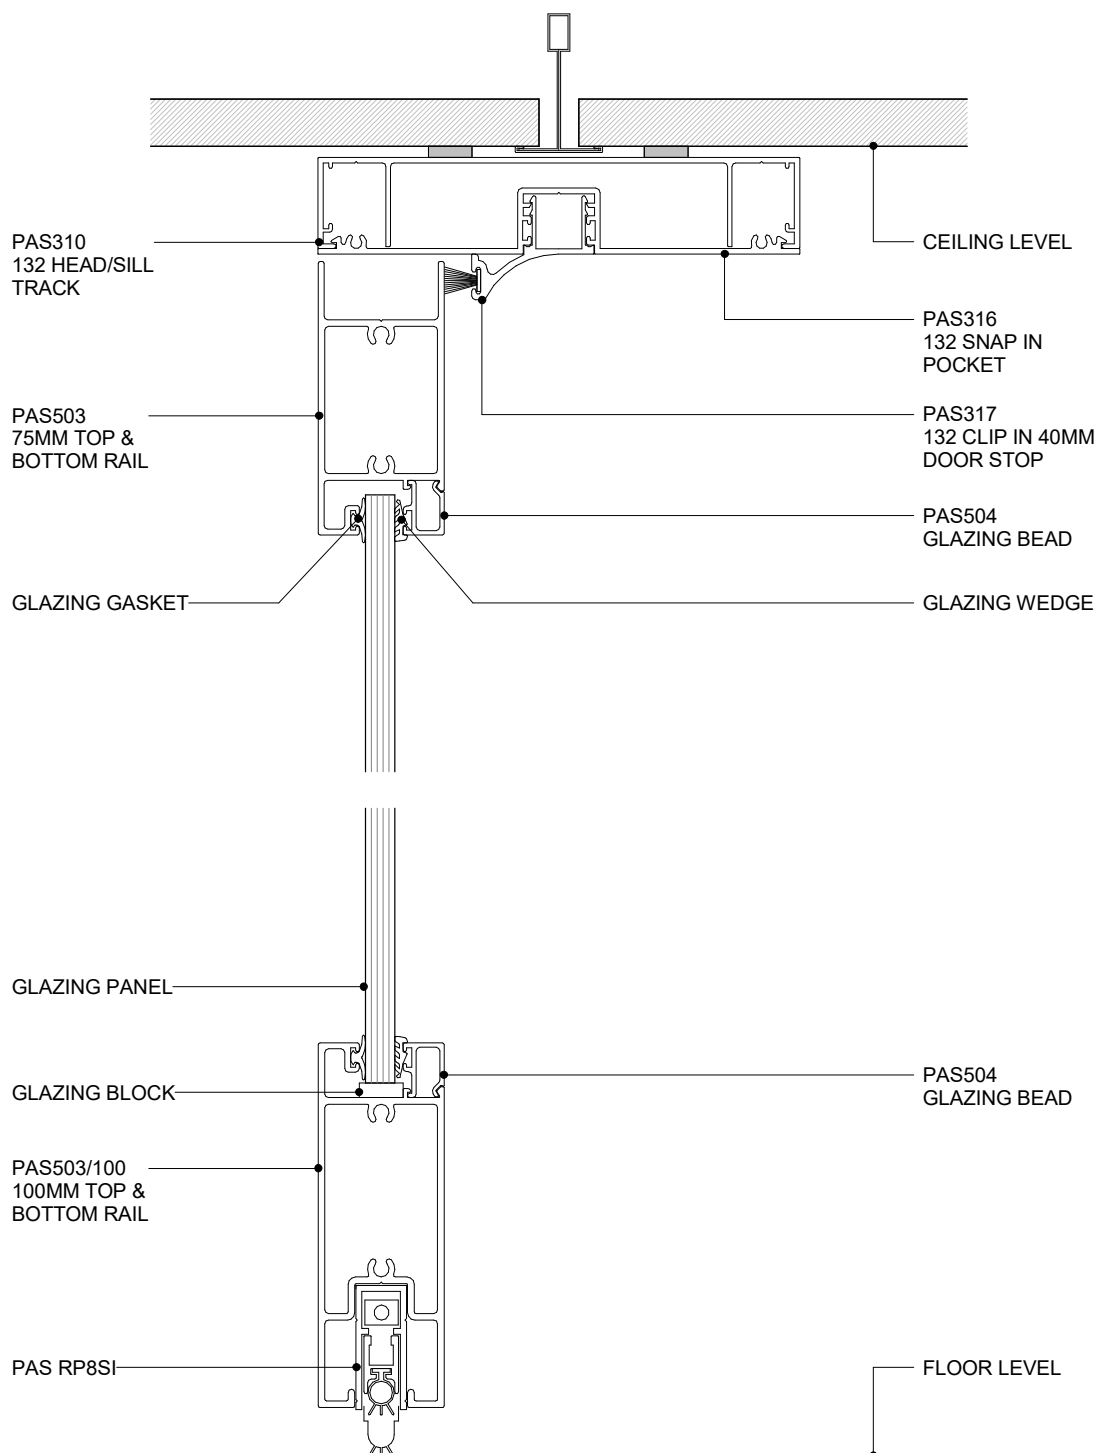 PAS310
132 HEAD/SILL
TRACK
PAS503
75MM TOP &
BOTTOM RAIL
GLAZING GASKET
GLAZING PANEL
GLAZING BLOCK
PAS503/100
100MM TOP &
BOTTOM RAIL
PAS RP8SI
CEILING LEVEL
PAS316
132 SNAP IN
POCKET
PAS317
132 CLIP IN 40MM
DOOR STOP
PAS504
GLAZING BEAD
GLAZING WEDGE
PAS504
GLAZING BEAD
FLOOR LEVEL